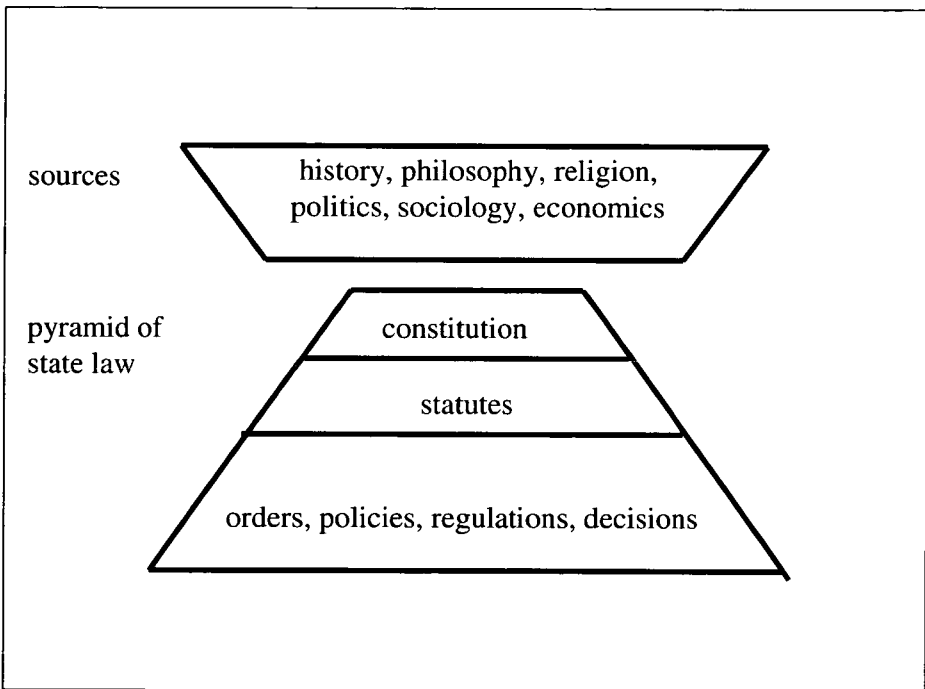 sources
history, philosophy, religion,
politics, sociology, economics
pyramid of
state law
constitution
statutes
orders, policies, regulations, decisions